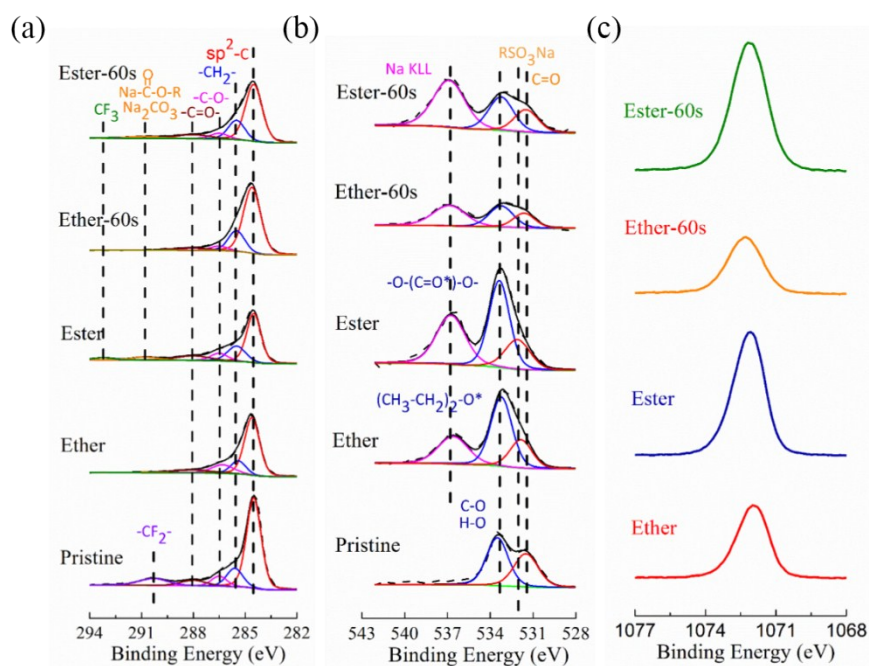 (a)
sp²-C
Ester-60s
O
-CH₂-
Na-C-O-R
-C-O-
CF₃
Na₂CO₃
-C=O-
Ether-60s
Ester
Ether
-CF₂-
Pristine
294 291 288 285 282
Binding Energy (eV)
(b)
RSO₃Na
Na KLL
C=O
Ester-60s
Ether-60s
-O-(C=O*)-O-
Ester
(CH₃-CH₂)₂-O*
Ether
C-O
H-O
Pristine
543 540 537 534 531 528
Binding Energy (eV)
(c)
Ester-60s
Ether-60s
Ester
Ether
1077 1074 1071 1068
Binding Energy (eV)